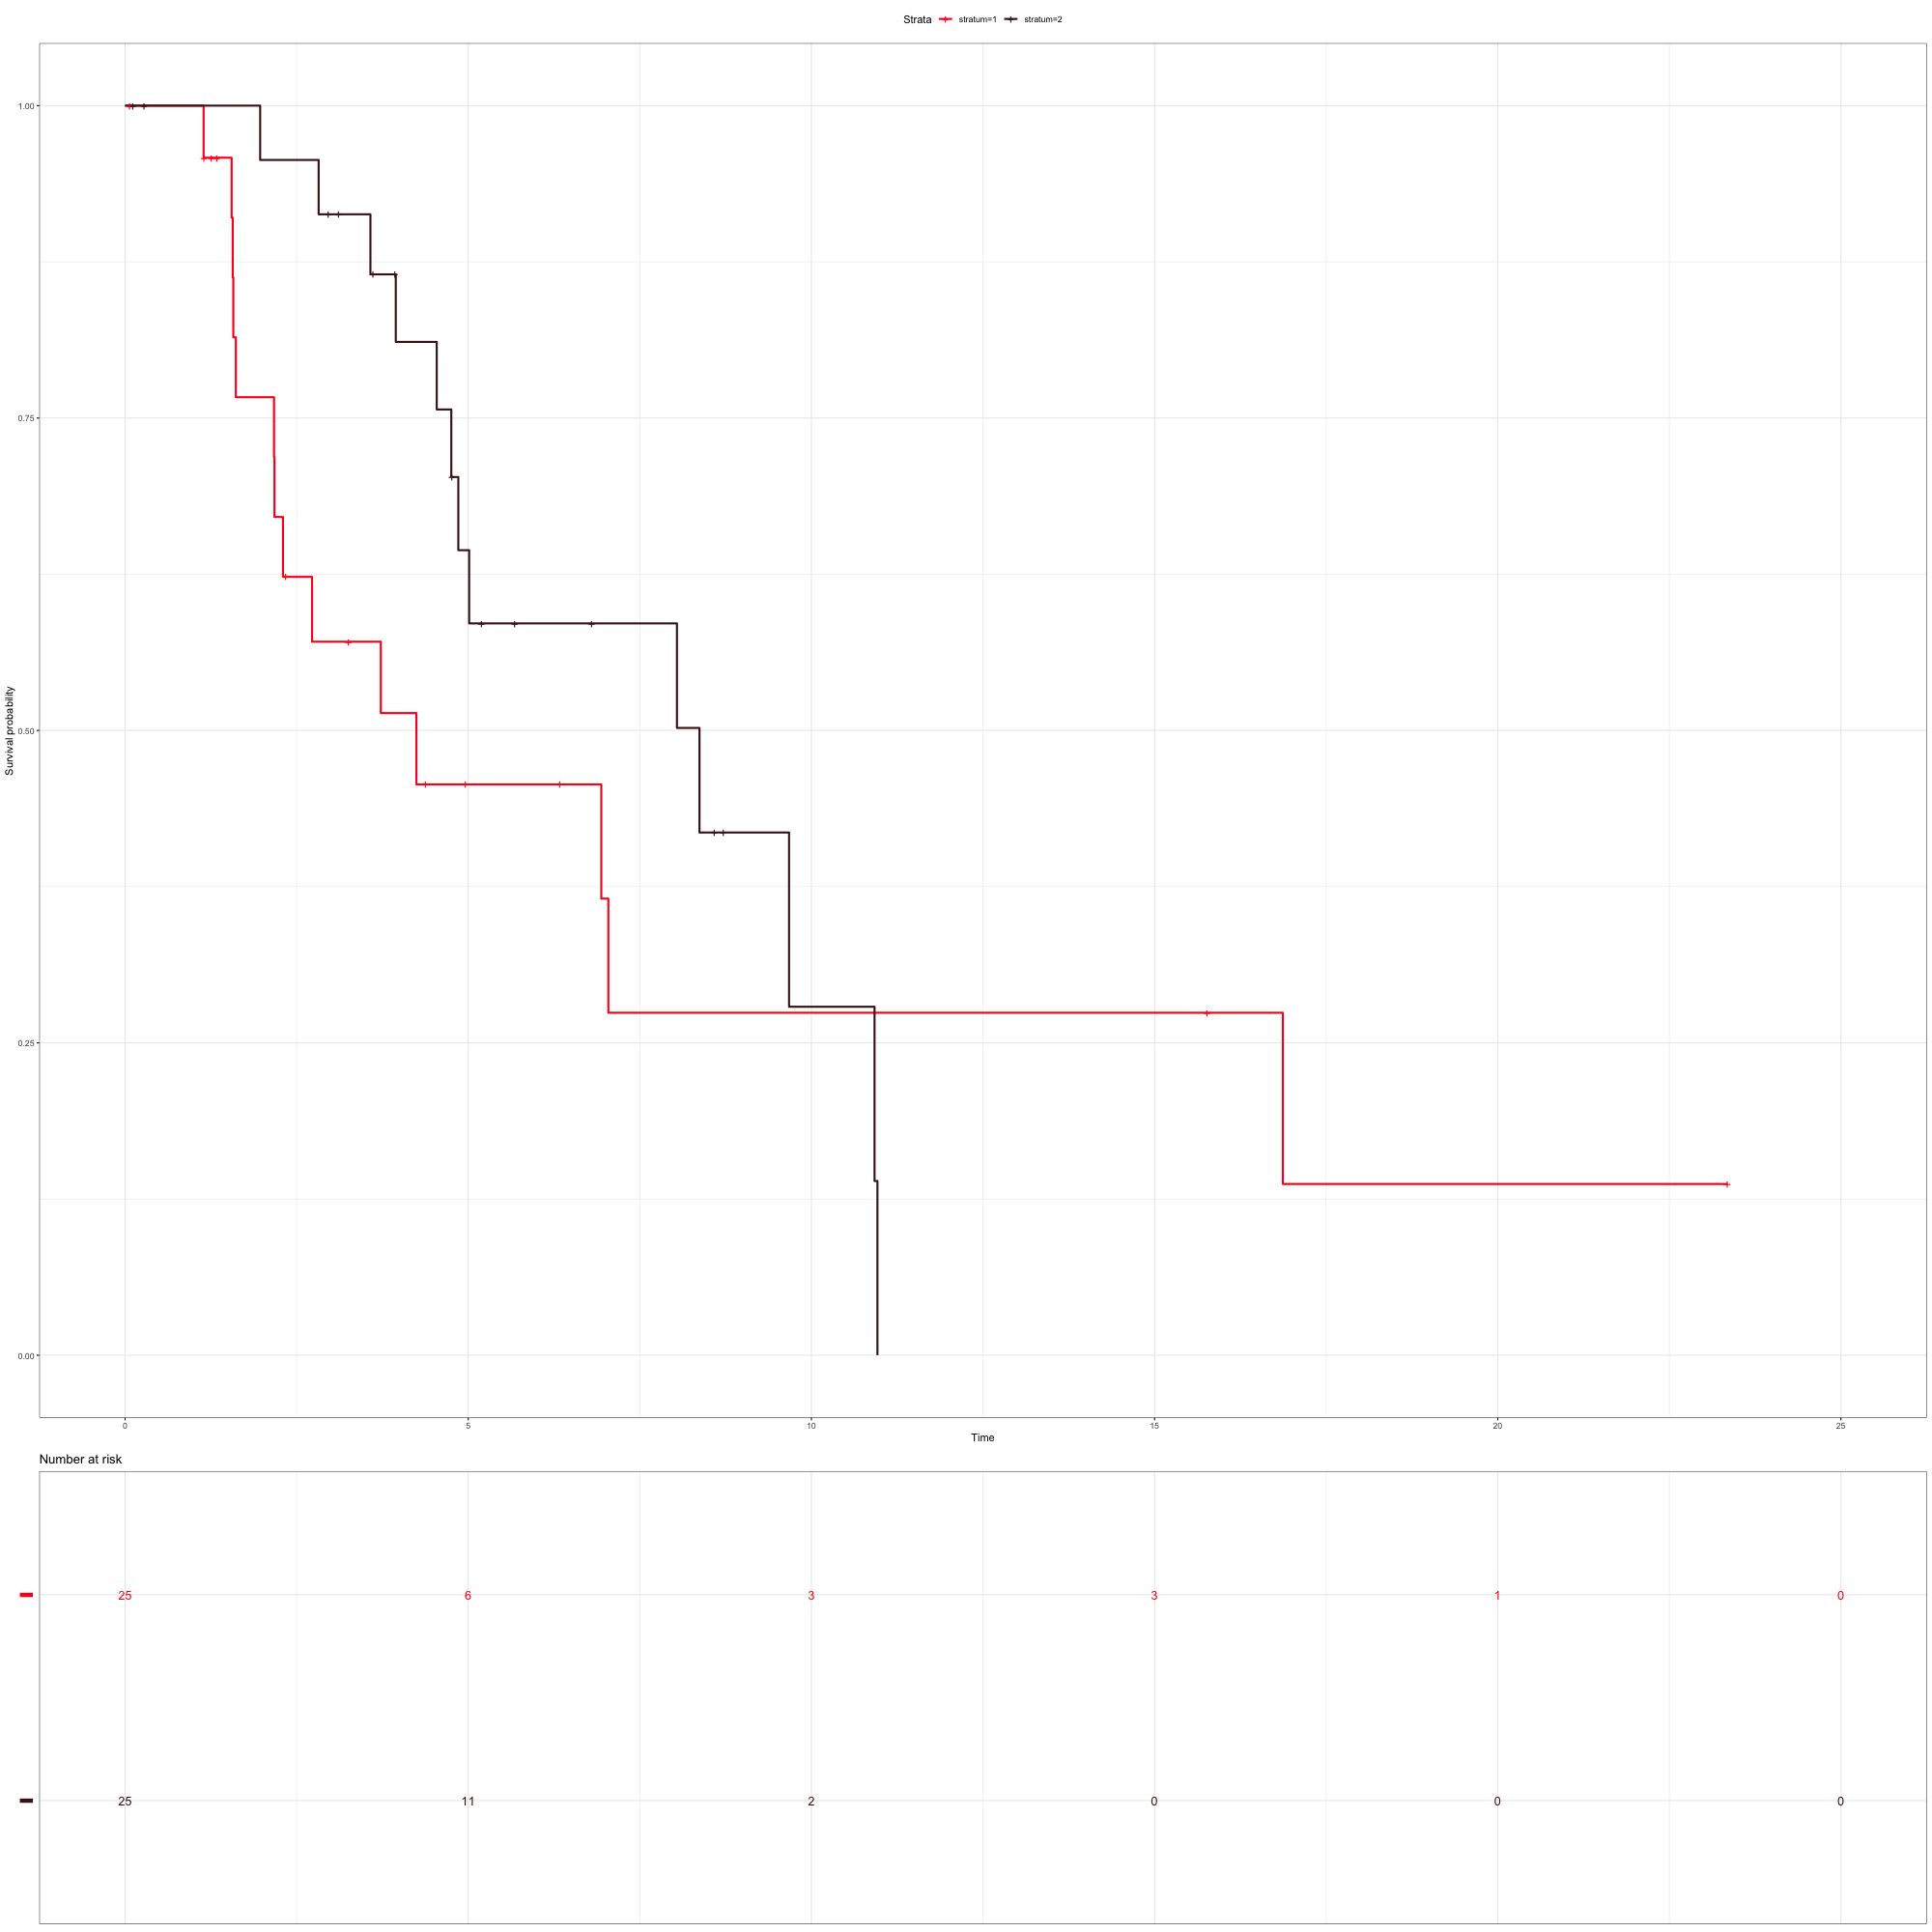 Strata stratum=1 stratum=2
1.00
0.75
0.50
0.25
0.00
Survival probability
0 5 10 15 20 25
Time
Number at risk
25 6 3 3 1 0
25 11 2 0 0 0